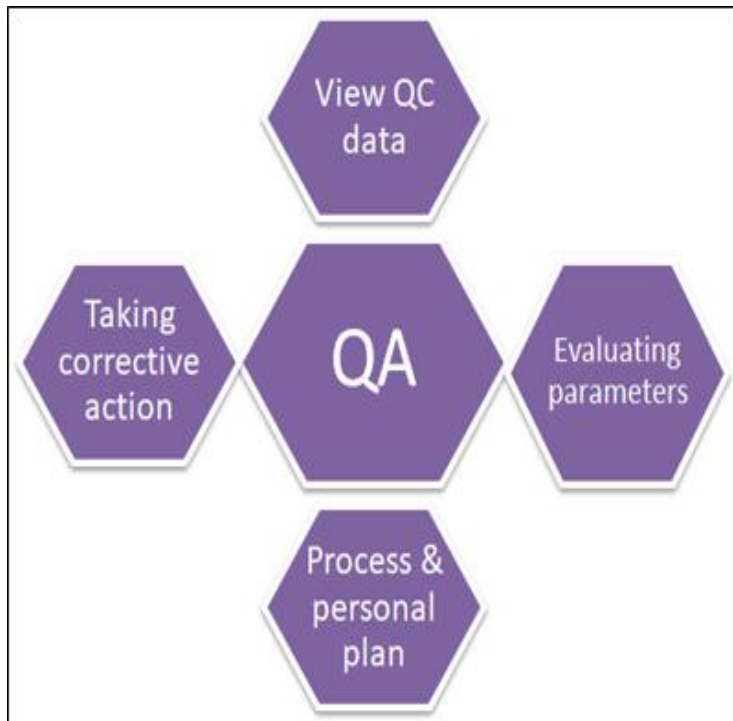 View QC
data
Taking
corrective
action
QA
Evaluating
parameters
Process &
personal
plan